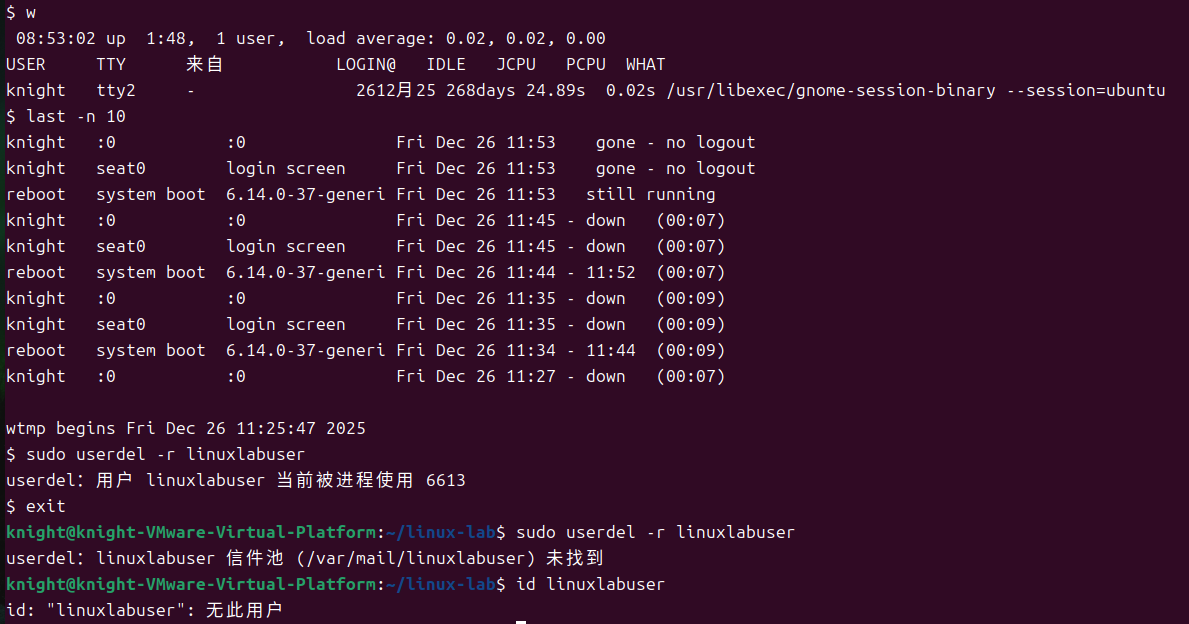 $ w
 08:53:02 up  1:48,  1 user,  load average: 0.02, 0.02, 0.00
USER     TTY      来自             LOGIN@   IDLE   JCPU   PCPU  WHAT
knight   tty2     -                2612月25 268days 24.89s  0.02s /usr/libexec/gnome-session-binary --session=ubuntu
$ last -n 10
knight   :0           :0               Fri Dec 26 11:53    gone - no logout
knight   seat0        login screen     Fri Dec 26 11:53    gone - no logout
reboot   system boot  6.14.0-37-generi Fri Dec 26 11:53   still running
knight   :0           :0               Fri Dec 26 11:45 - down   (00:07)
knight   seat0        login screen     Fri Dec 26 11:45 - down   (00:07)
reboot   system boot  6.14.0-37-generi Fri Dec 26 11:44 - 11:52  (00:07)
knight   :0           :0               Fri Dec 26 11:35 - down   (00:09)
knight   seat0        login screen     Fri Dec 26 11:35 - down   (00:09)
reboot   system boot  6.14.0-37-generi Fri Dec 26 11:34 - 11:44  (00:09)
knight   :0           :0               Fri Dec 26 11:27 - down   (00:07)

wtmp begins Fri Dec 26 11:25:47 2025
$ sudo userdel -r linuxlabuser
userdel：用户 linuxlabuser 当前被进程使用 6613
$ exit
knight@knight-VMware-Virtual-Platform:~/linux-lab$ sudo userdel -r linuxlabuser
userdel：linuxlabuser 信件池 (/var/mail/linuxlabuser) 未找到
knight@knight-VMware-Virtual-Platform:~/linux-lab$ id linuxlabuser
id: "linuxlabuser": 无此用户